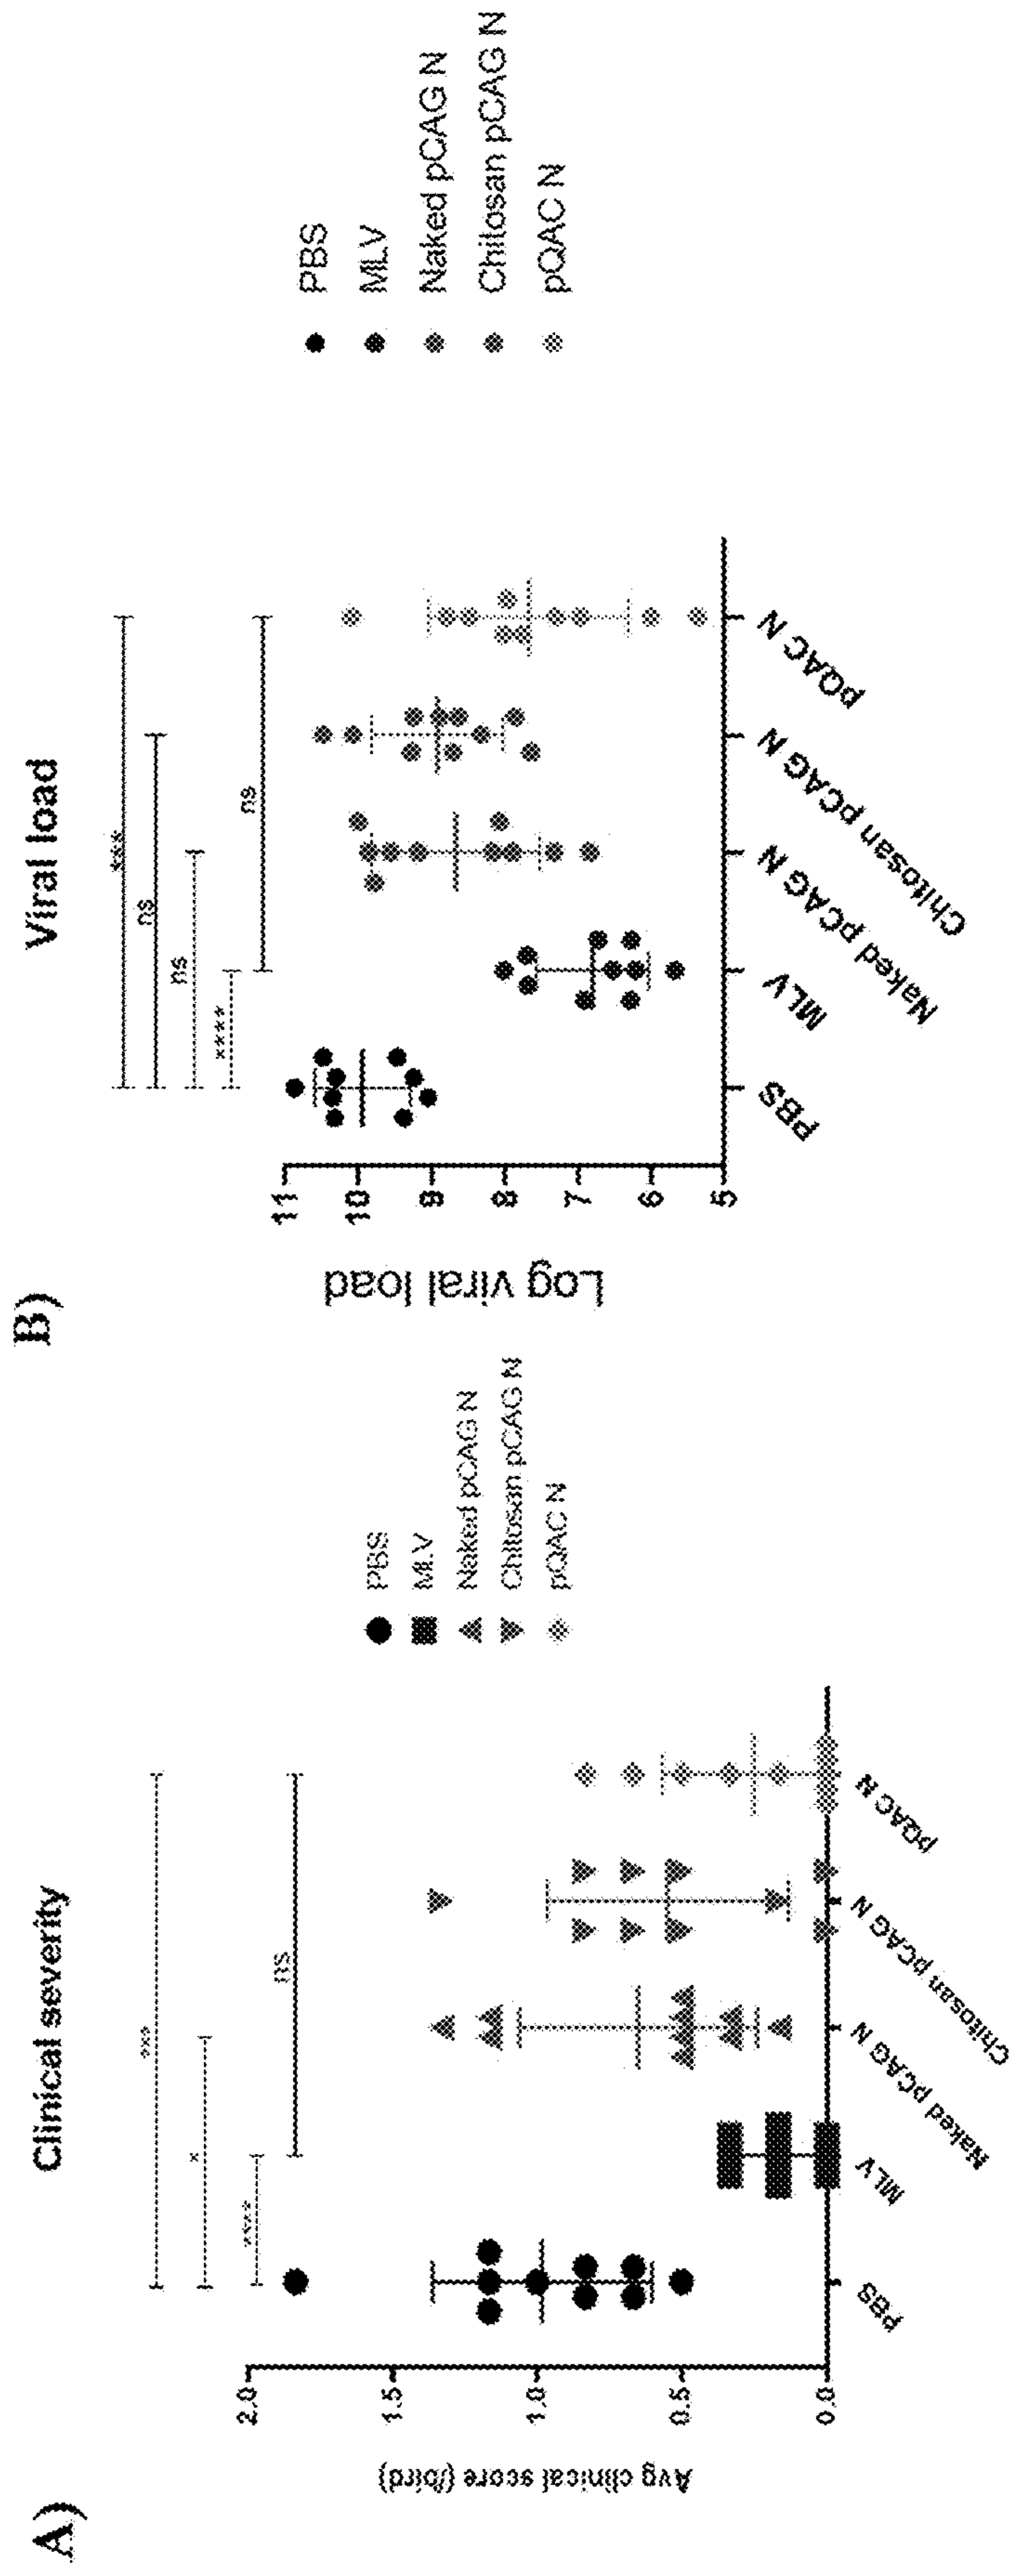 A)
Clinical severity
**
*
****
ns
Avg clinical score (/bird)
2.0
1.5
1.0
0.5
0.0
PBS
MLV
Naked pCAG N
Chitosan pCAG N
pQAC N
PBS
MLV
Naked pCAG N
Chitosan pCAG N
pQAC N
B)
Viral load
***
ns
ns
****
ns
Log viral load
11
10
9
8
7
6
5
PBS
MLV
Naked pCAG N
Chitosan pCAG N
pQAC N
PBS
MLV
Naked pCAG N
Chitosan pCAG N
pQAC N